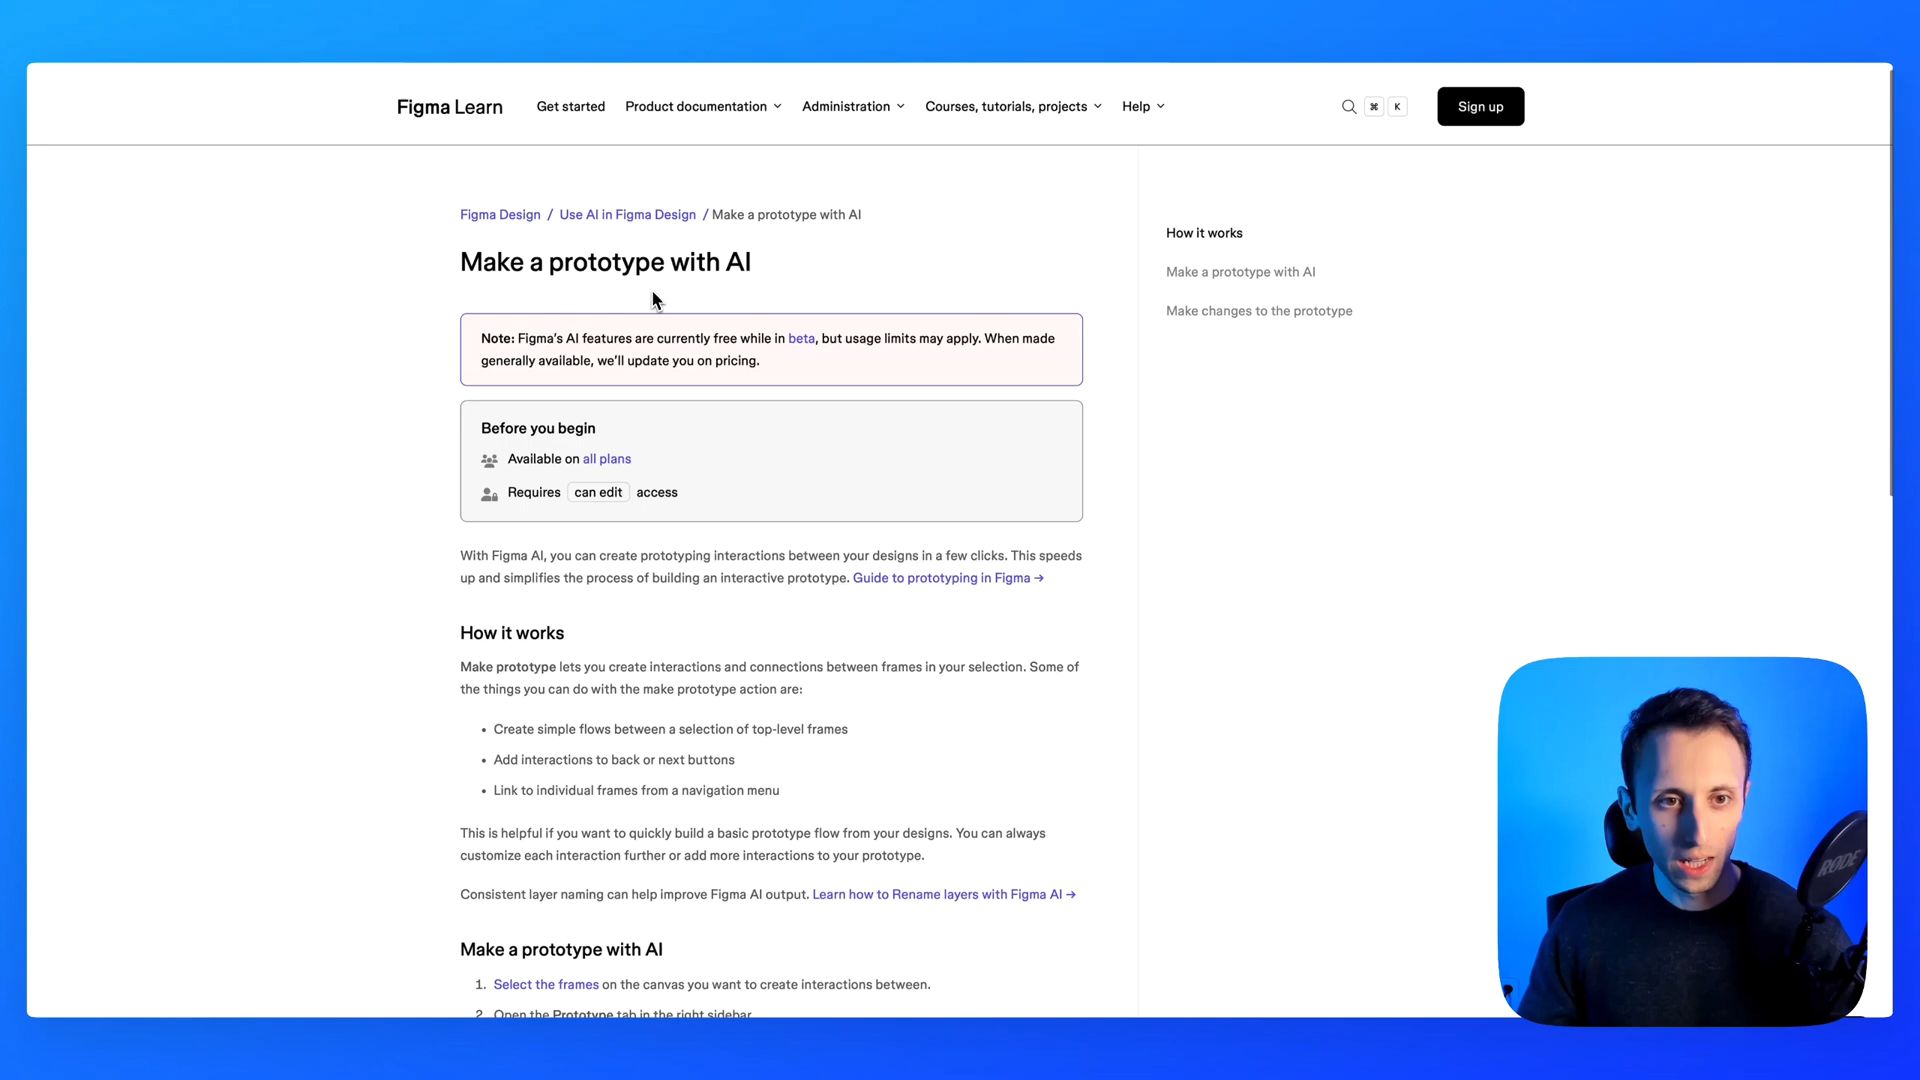 Figma Learn
Get started
Product documentation
Administration
Courses, tutorials, projects
Help
⌘ K
Sign up
Figma Design / Use AI in Figma Design / Make a prototype with AI
Make a prototype with AI
Note: Figma's AI features are currently free while in beta, but usage limits may apply. When made
generally available, we'll update you on pricing.
Before you begin
Available on all plans
Requires can edit access
With Figma AI, you can create prototyping interactions between your designs in a few clicks. This speeds
up and simplifies the process of building an interactive prototype. Guide to prototyping in Figma →
How it works
Make prototype lets you create interactions and connections between frames in your selection. Some of
the things you can do with the make prototype action are:
• Create simple flows between a selection of top-level frames
• Add interactions to back or next buttons
• Link to individual frames from a navigation menu
This is helpful if you want to quickly build a basic prototype flow from your designs. You can always
customize each interaction further or add more interactions to your prototype.
Consistent layer naming can help improve Figma AI output. Learn how to Rename layers with Figma AI →
Make a prototype with AI
1. Select the frames on the canvas you want to create interactions between.
2. Open the Prototype tab in the right sidebar
How it works
Make a prototype with AI
Make changes to the prototype
RODE